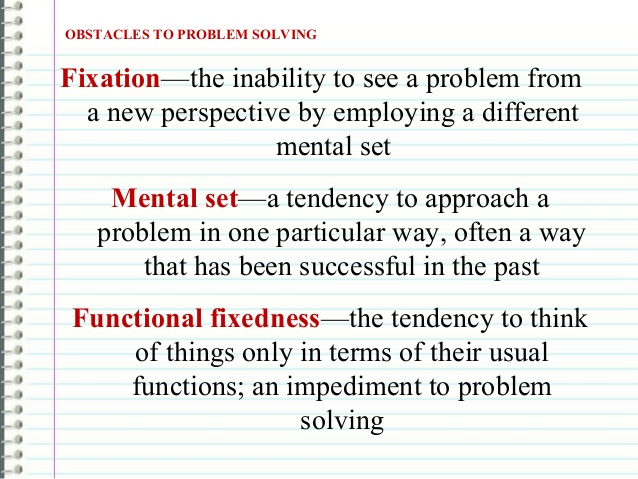 OBSTACLES TO PROBLEM SOLVING
Fixation—the inability to see a problem from
a new perspective by employing a different
mental set
Mental set—a tendency to approach a
problem in one particular way, often a way
that has been successful in the past
Functional fixedness—the tendency to think
of things only in terms of their usual
functions; an impediment to problem
solving